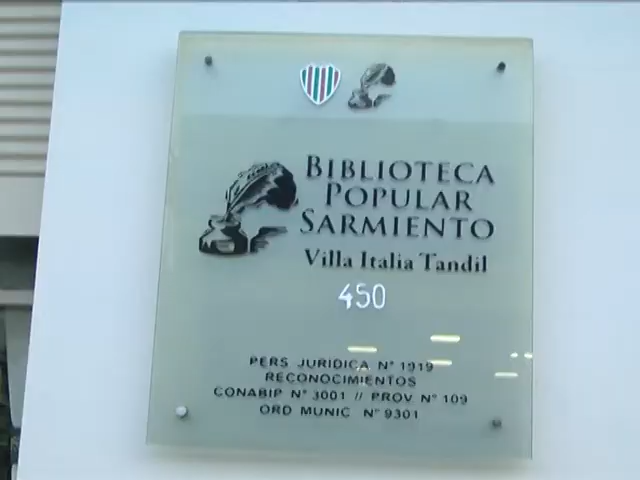 BIBLIOTECA
POPULAR
SARMIENTO
Villa Italia Tandil
450
PERS JURIDICA N° 1919
RECONOCIMIENTOS
CONABIP N° 3001 // PROV N° 109
ORD MUNIC N° 9301